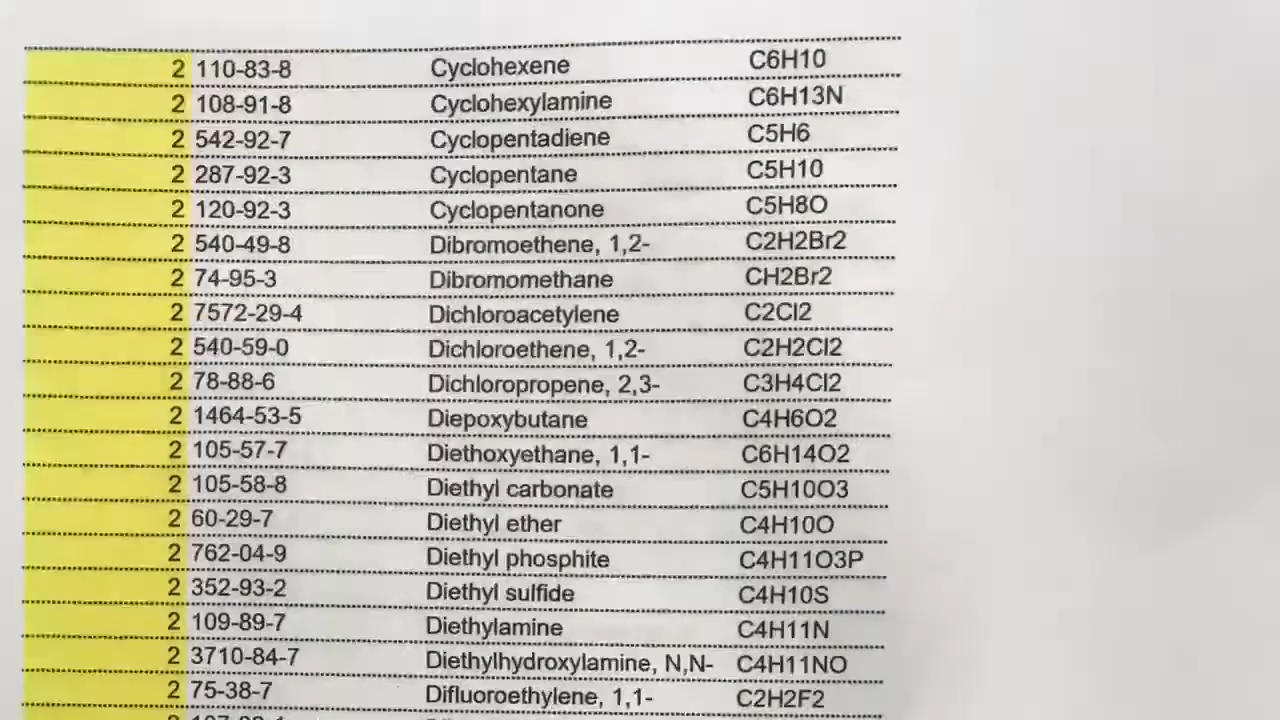 2 110-83-8 Cyclohexene C6H10
2 108-91-8 Cyclohexylamine C6H13N
2 542-92-7 Cyclopentadiene C5H6
2 287-92-3 Cyclopentane C5H10
2 120-92-3 Cyclopentanone C5H8O
2 540-49-8 Dibromoethene, 1,2- C2H2Br2
2 74-95-3 Dibromomethane CH2Br2
2 7572-29-4 Dichloroacetylene C2Cl2
2 540-59-0 Dichloroethene, 1,2- C2H2Cl2
2 78-88-6 Dichloropropene, 2,3- C3H4Cl2
2 1464-53-5 Diepoxybutane C4H6O2
2 105-57-7 Diethoxyethane, 1,1- C6H14O2
2 105-58-8 Diethyl carbonate C5H10O3
2 60-29-7 Diethyl ether C4H10O
2 762-04-9 Diethyl phosphite C4H11O3P
2 352-93-2 Diethyl sulfide C4H10S
2 109-89-7 Diethylamine C4H11N
2 3710-84-7 Diethylhydroxylamine, N,N- C4H11NO
2 75-38-7 Difluoroethylene, 1,1- C2H2F2